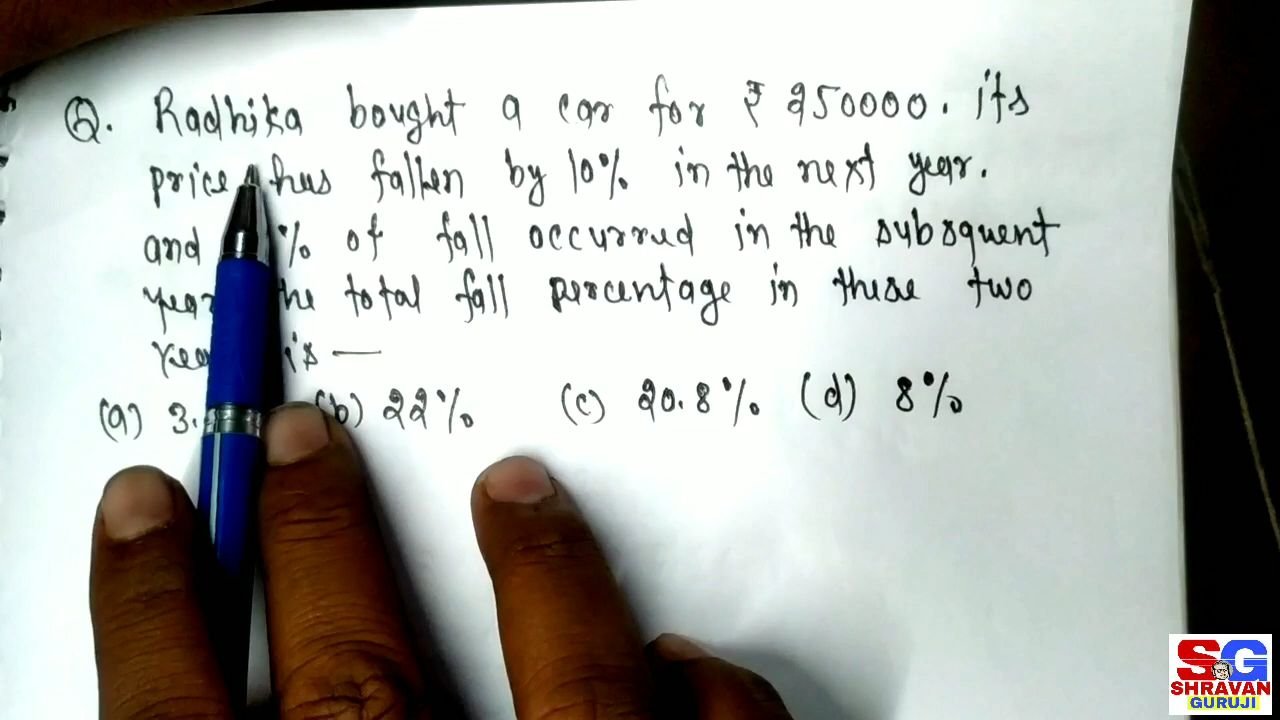 Q. Radhika bought a car for ₹ 250000. its
price has fallen by 10% in the next year.
and % of fall occurred in the subsquent
the total fall percentage in these two
is —
(a) 3. (b) 22% (c) 20.8% (d) 8%
SG
SHRAVAN
GURUJI